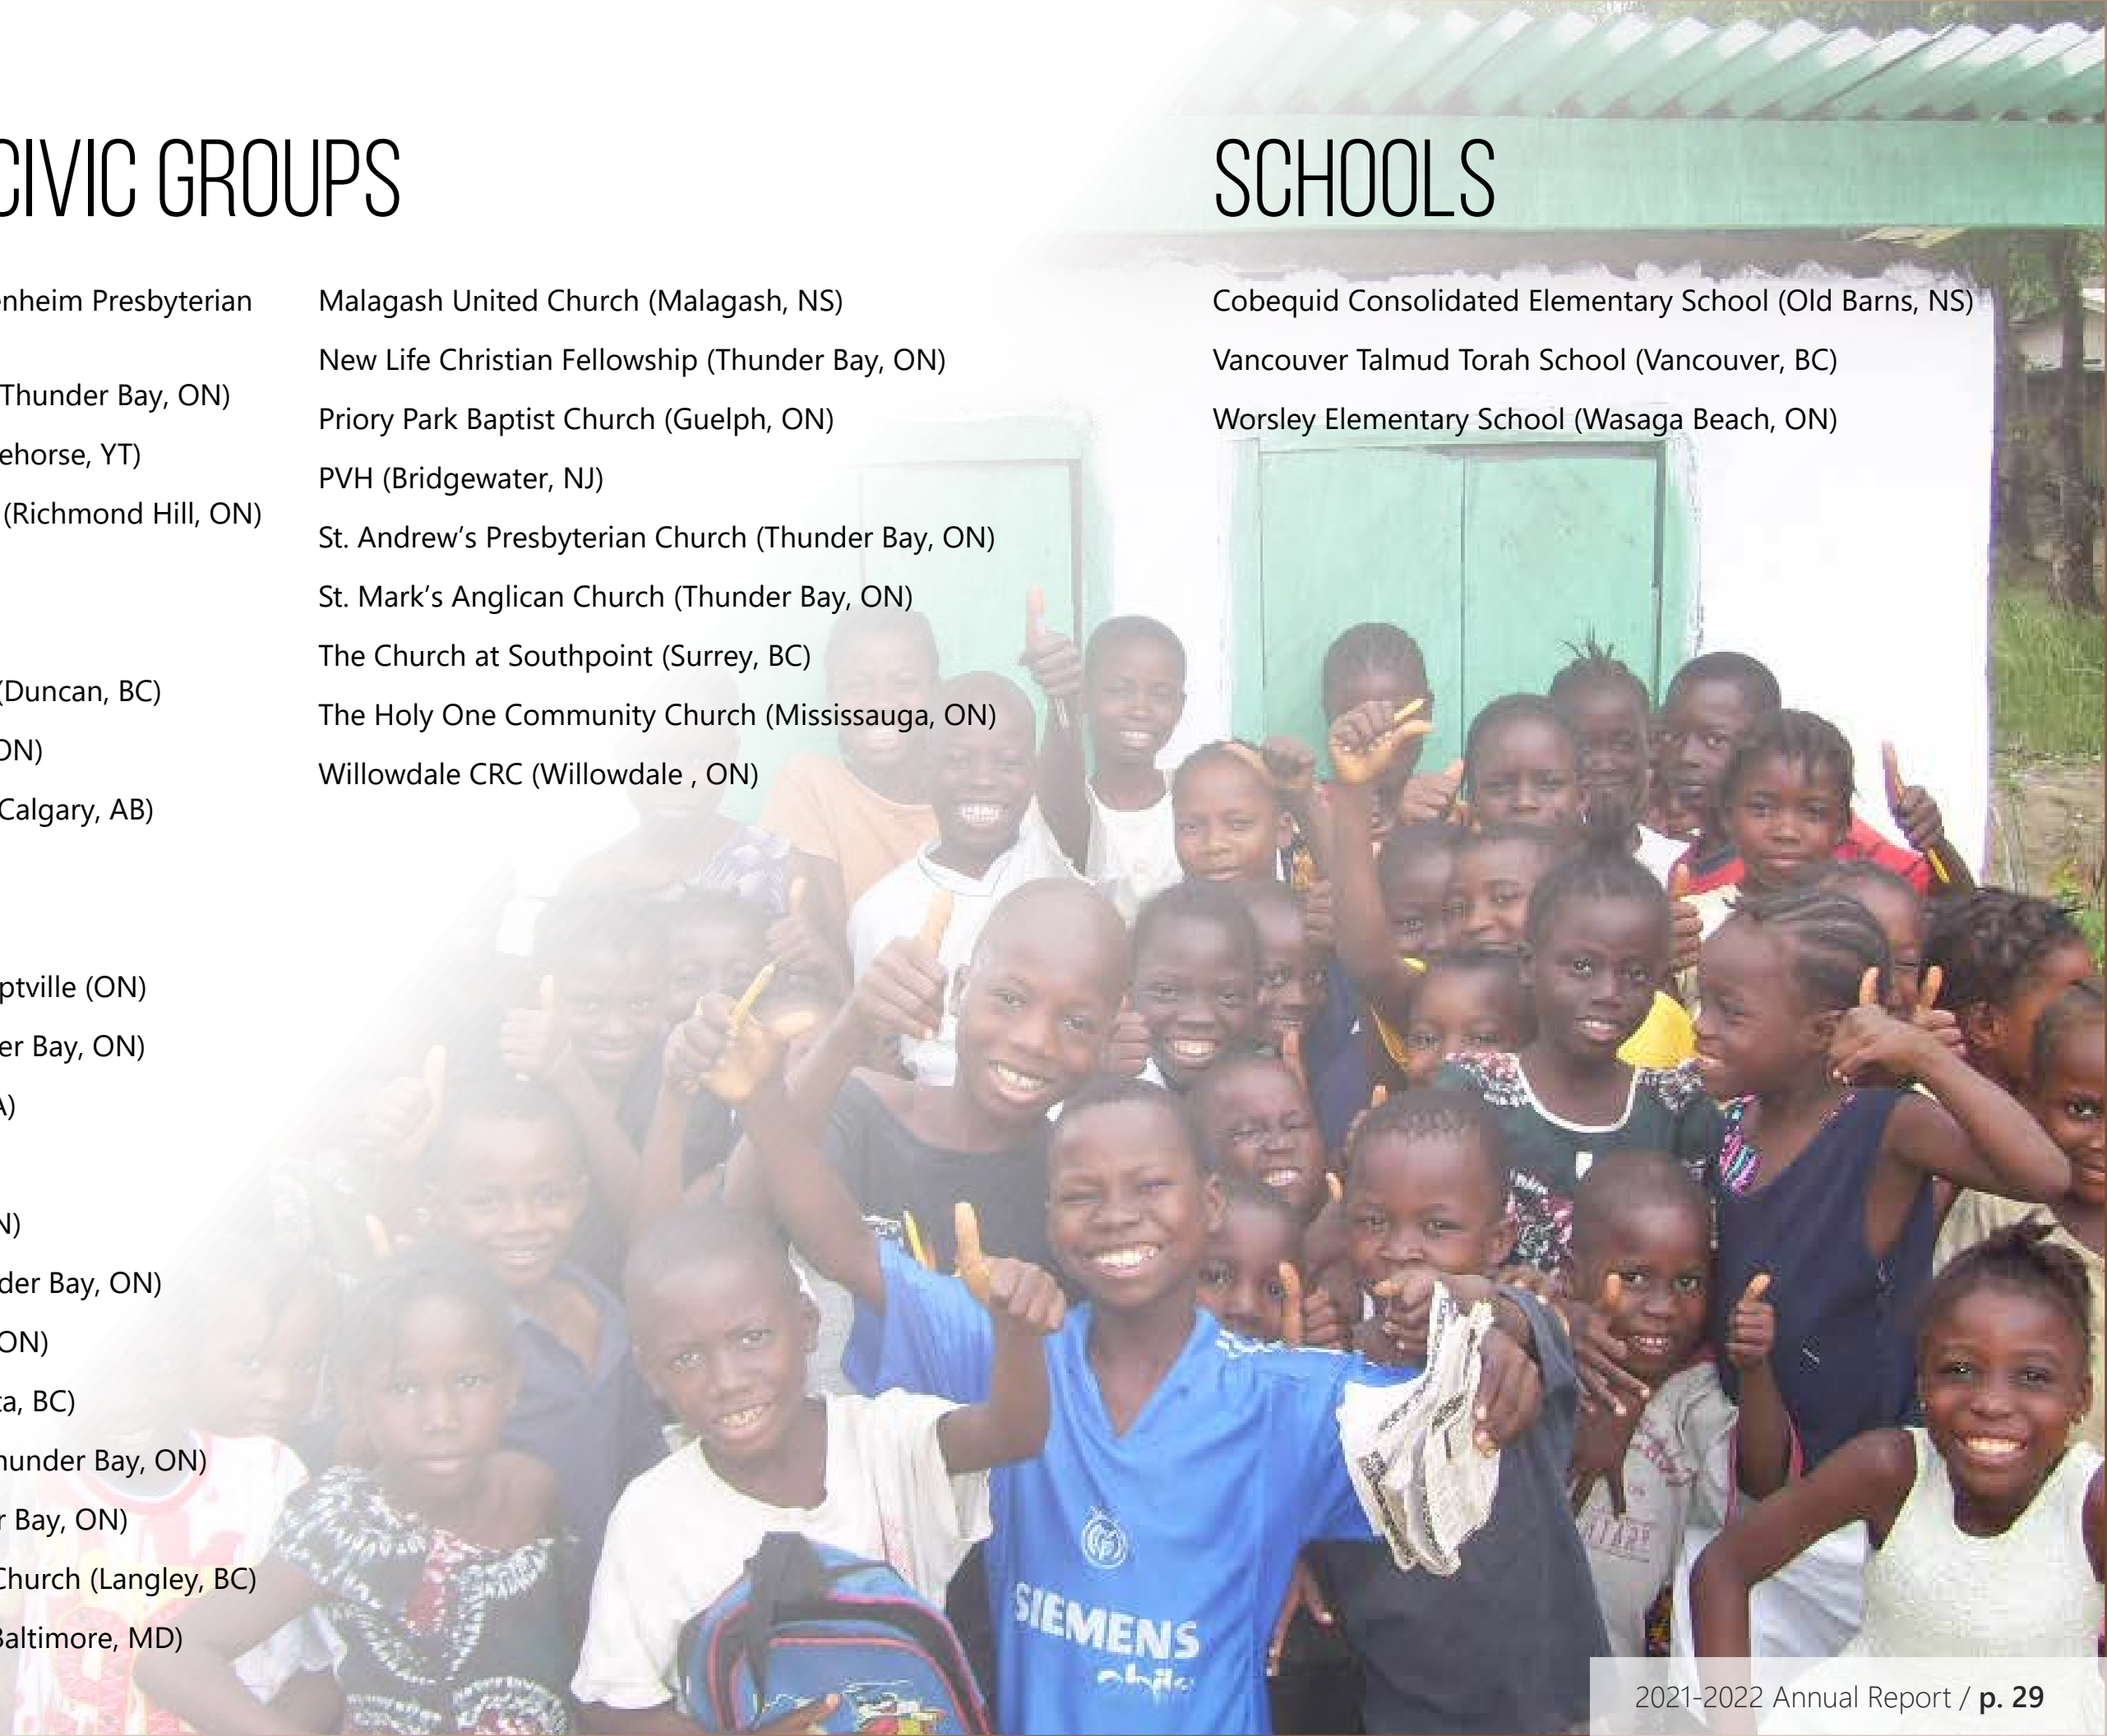 CIVIC GROUPS
enheim Presbyterian
Thunder Bay, ON)
ehorse, YT)
(Richmond Hill, ON)
(Duncan, BC)
ON)
Calgary, AB)
ptville (ON)
er Bay, ON)
A)
N)
der Bay, ON)
ON)
ta, BC)
hunder Bay, ON)
r Bay, ON)
Church (Langley, BC)
Baltimore, MD)
Malagash United Church (Malagash, NS)
New Life Christian Fellowship (Thunder Bay, ON)
Priory Park Baptist Church (Guelph, ON)
PVH (Bridgewater, NJ)
St. Andrew’s Presbyterian Church (Thunder Bay, ON)
St. Mark’s Anglican Church (Thunder Bay, ON)
The Church at Southpoint (Surrey, BC)
The Holy One Community Church (Mississauga, ON)
Willowdale CRC (Willowdale , ON)
SCHOOLS
Cobequid Consolidated Elementary School (Old Barns, NS)
Vancouver Talmud Torah School (Vancouver, BC)
Worsley Elementary School (Wasaga Beach, ON)
SIEMENS
2021-2022 Annual Report / p. 29